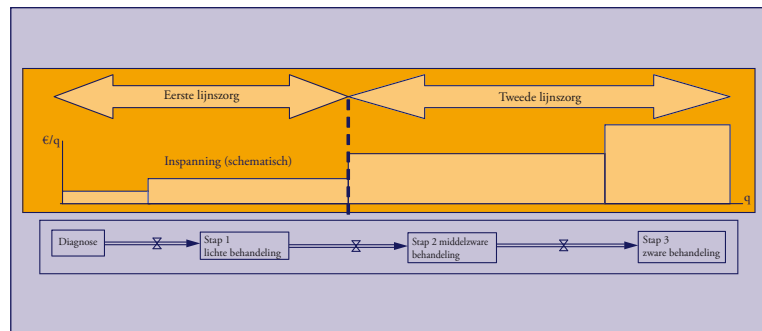 Eerste lijnszorg
Tweede lijnszorg
€/q
Inspanning (schematisch)
q
Diagnose
Stap 1
lichte behandeling
Stap 2 middelzware
behandeling
Stap 3
zware behandeling